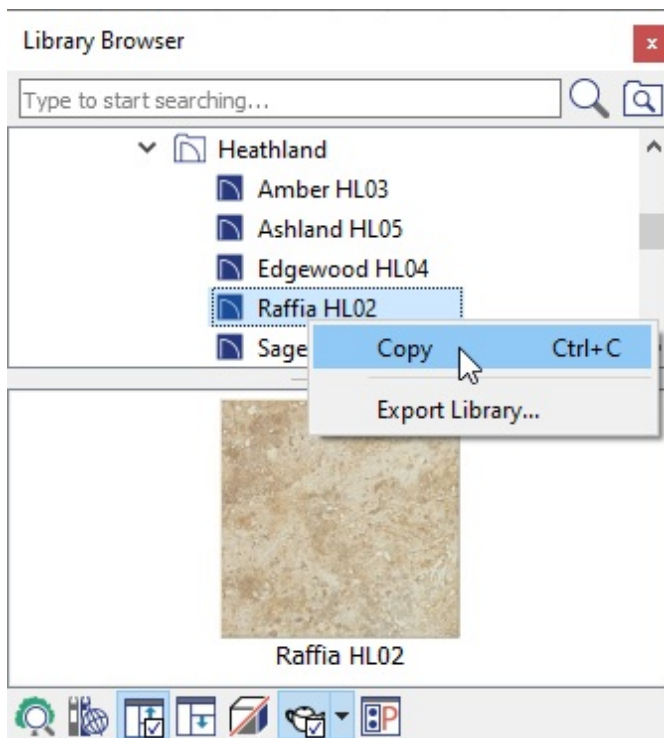 Library Browser
x
Type to start searching...
Heathland
Amber HL03
Ashland HL05
Edgewood HL04
Raffia HL02
Sage
Copy Ctrl+C
Export Library...
Raffia HL02
P